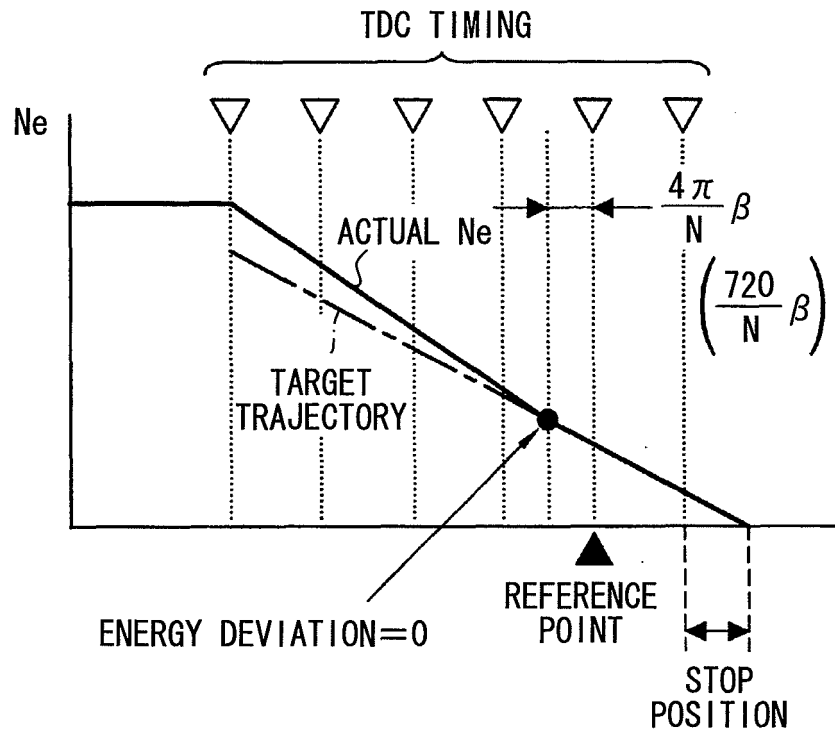 TDC TIMING
Ne
4π/N β
ACTUAL Ne
(720/N β)
TARGET
TRAJECTORY
REFERENCE
POINT
ENERGY DEVIATION=0
STOP
POSITION